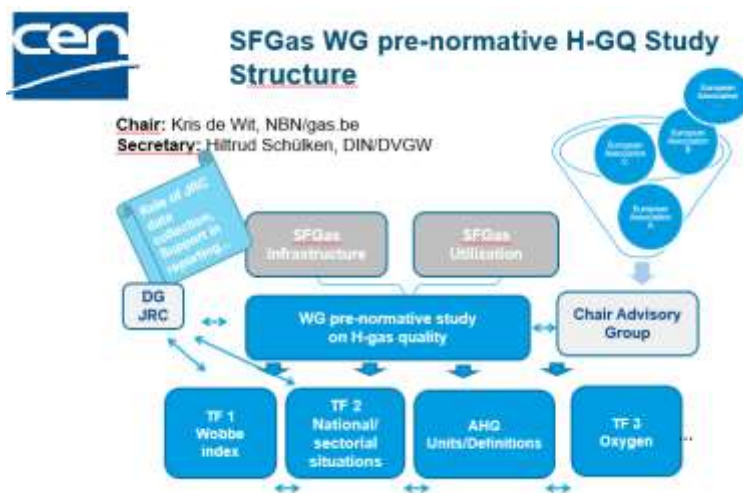 cen
SFGas WG pre-normative H-GQ Study
Structure
Chair: Kris de Wit, NBN/gas.be
Secretary: Hiltrud Schülken, DIN/DVGW
European
Association
European
Association
B
European
Association
C
European
Association
A
Role of JRC
data
collection,
Support in
reporting...
SFGas
Infrastructure
SFGas
Utilisation
DG
JRC
WG pre-normative study
on H-gas quality
Chair Advisory
Group
TF 1
Wobbe
index
TF 2
National/
sectorial
situations
AHG
Units/Definitions
TF 3
Oxygen
...